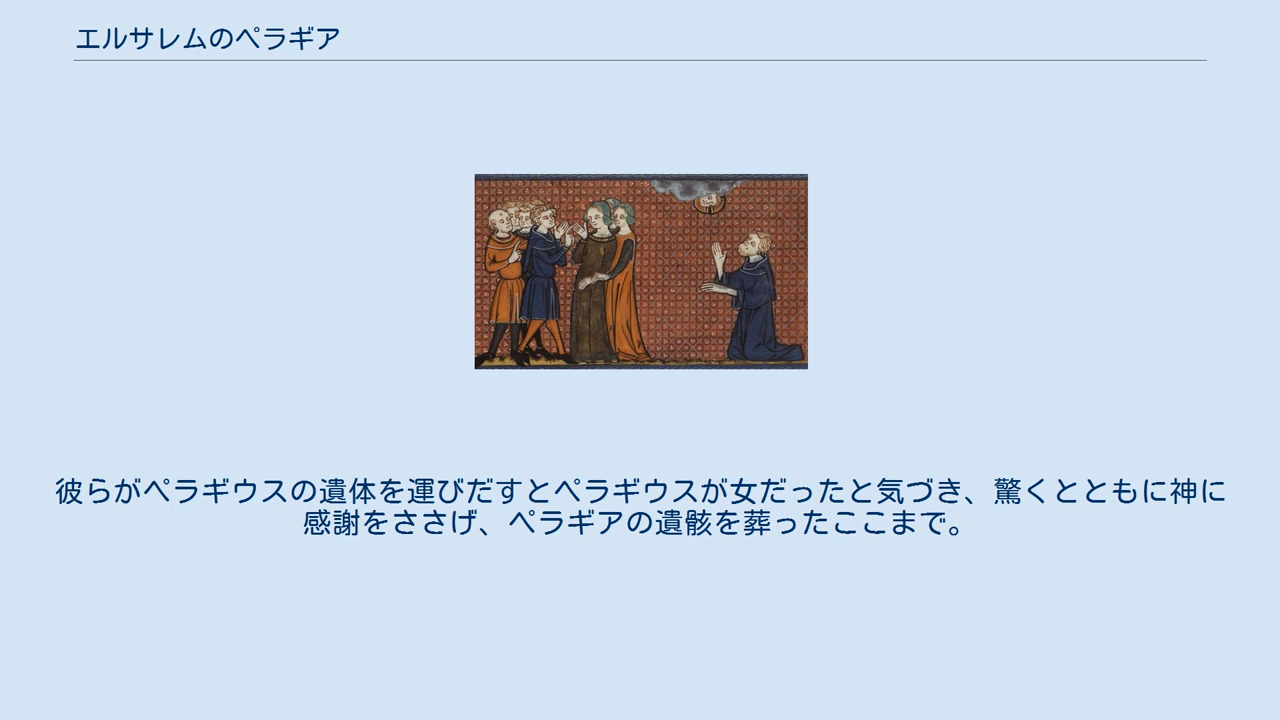 エルサレムのペラギア
彼らがペラギウスの遺体を運びだすとペラギウスが女だったと気づき、驚くとともに神に
感謝をささげ、ペラギアの遺骸を葬ったここまで。